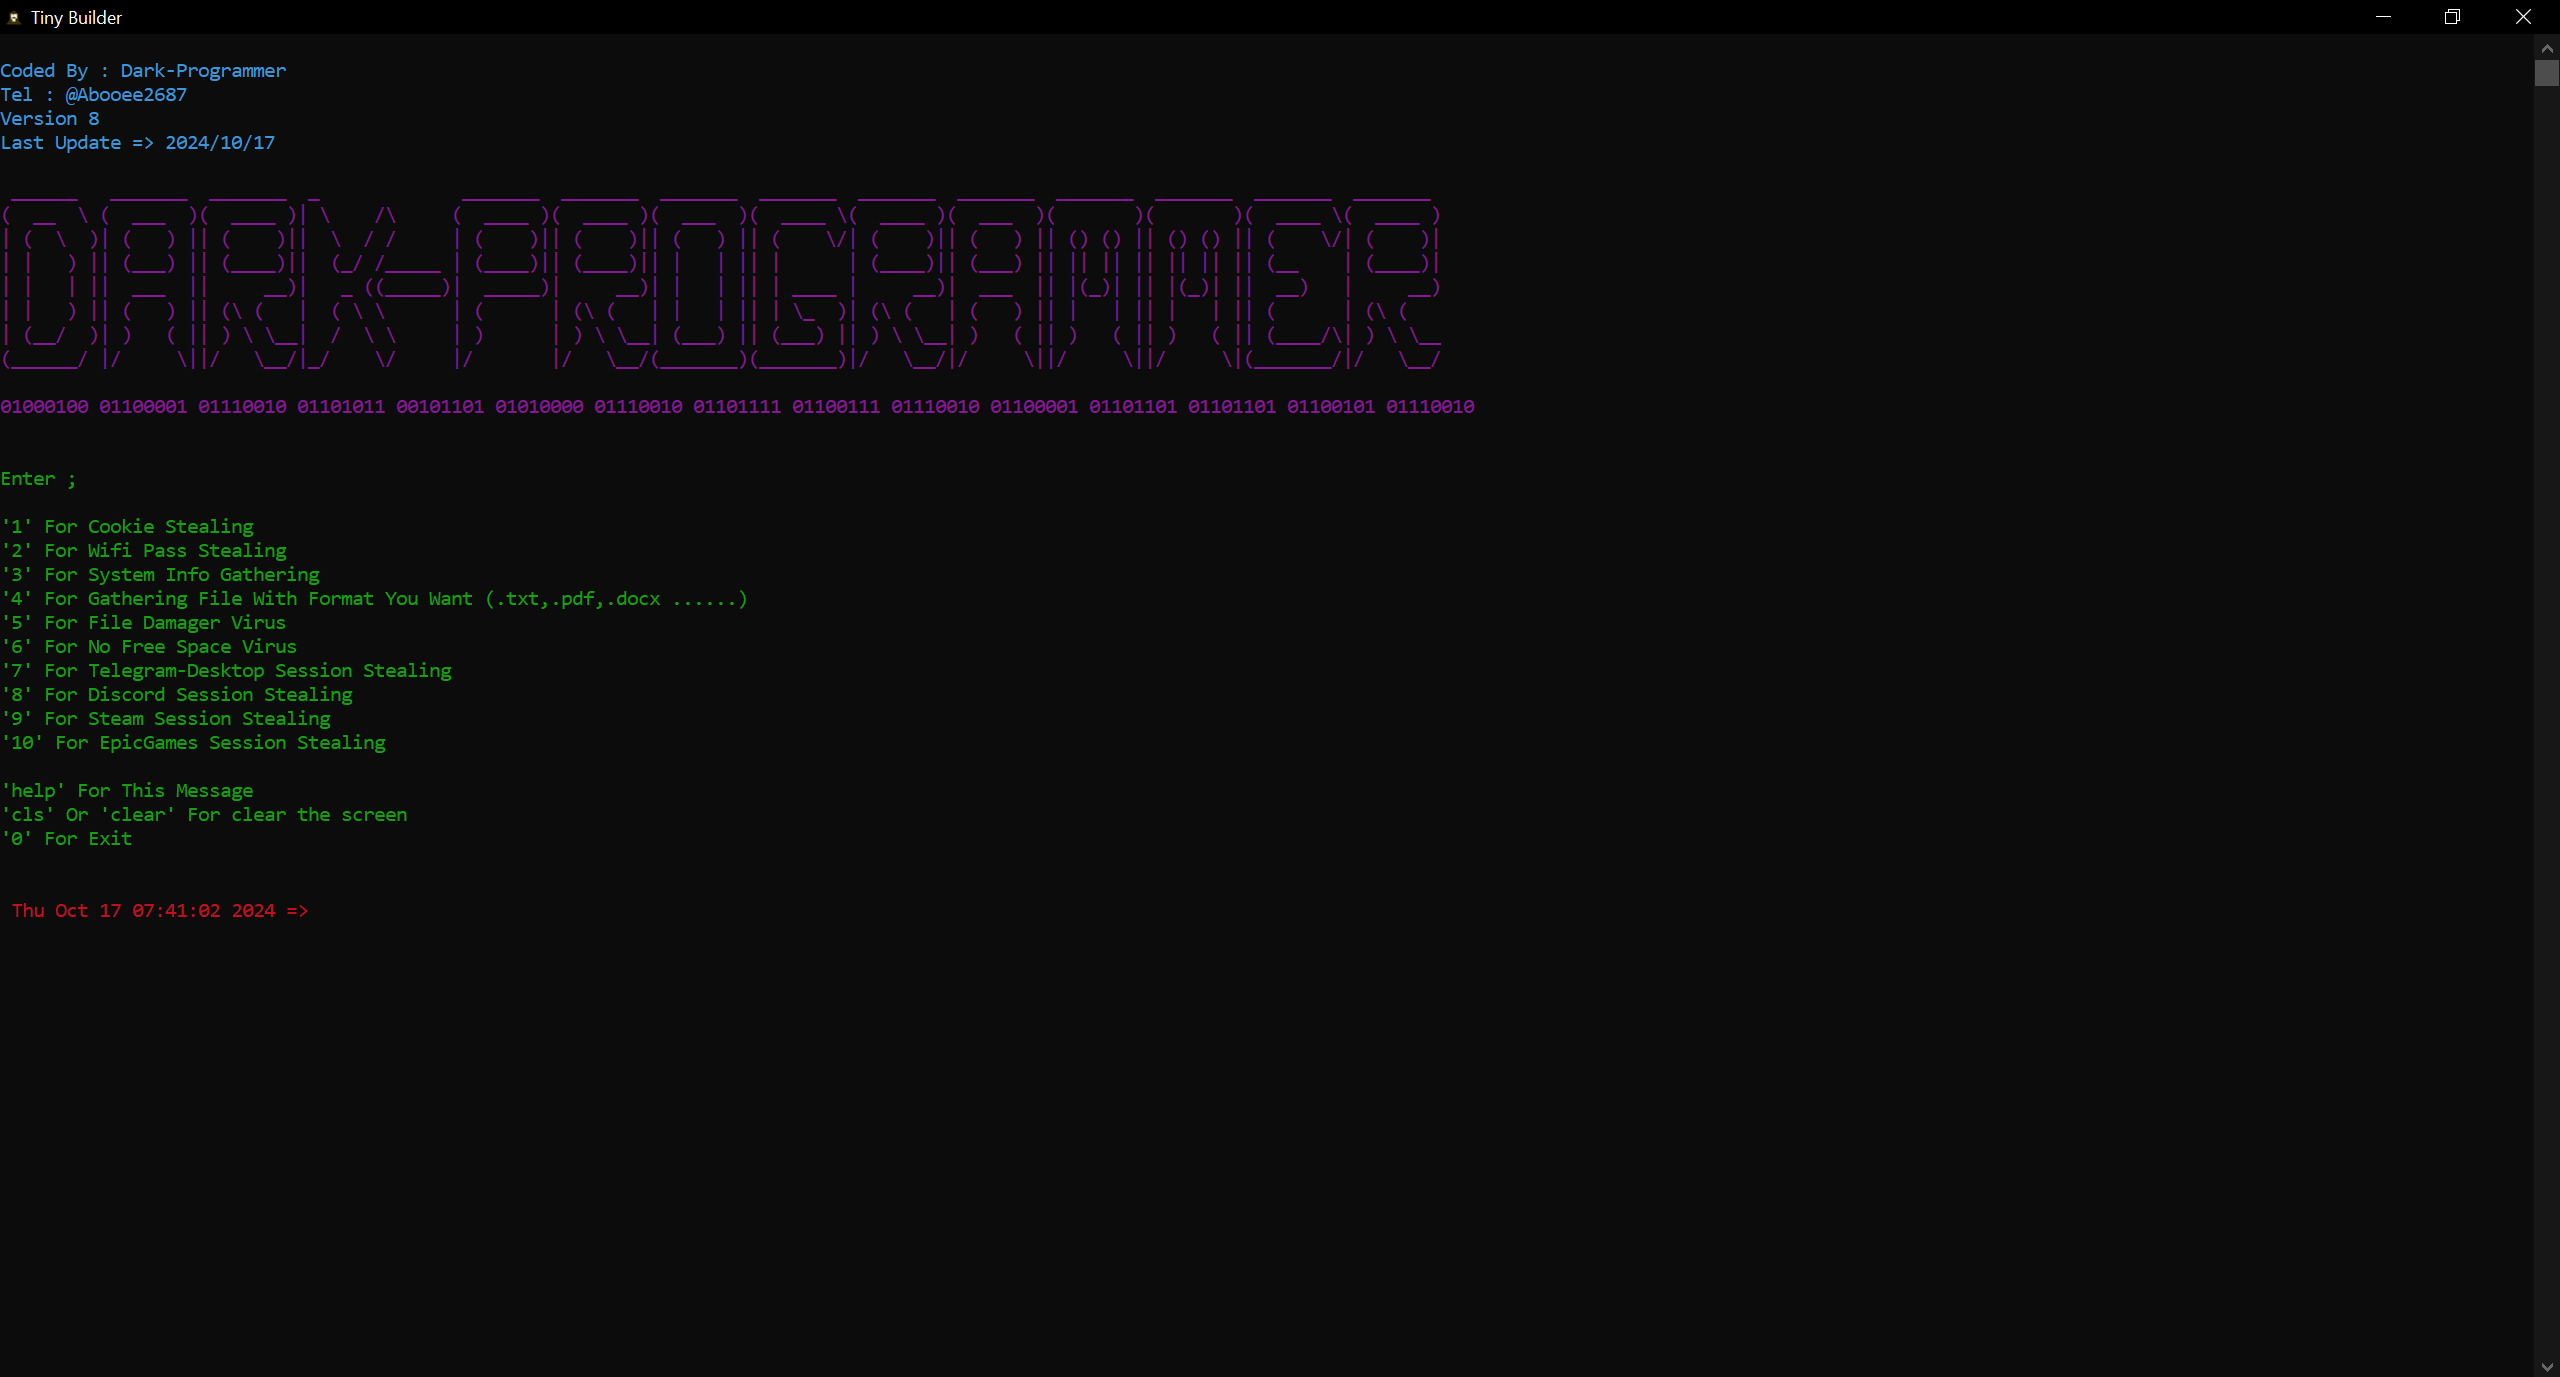 Tiny Builder
Coded By : Dark-Programmer
Tel : @Abooee2687
Version 8
Last Update => 2024/10/17
DARK-PROGRAMMER
01000100 01100001 01110010 01101011 00101101 01010000 01110010 01101111 01100111 01110010 01100001 01101101 01101101 01100101 01110010
Enter ;
'1' For Cookie Stealing
'2' For Wifi Pass Stealing
'3' For System Info Gathering
'4' For Gathering File With Format You Want (.txt,.pdf,.docx ......)
'5' For File Damager Virus
'6' For No Free Space Virus
'7' For Telegram-Desktop Session Stealing
'8' For Discord Session Stealing
'9' For Steam Session Stealing
'10' For EpicGames Session Stealing
'help' For This Message
'cls' Or 'clear' For clear the screen
'0' For Exit
Thu Oct 17 07:41:02 2024 =>